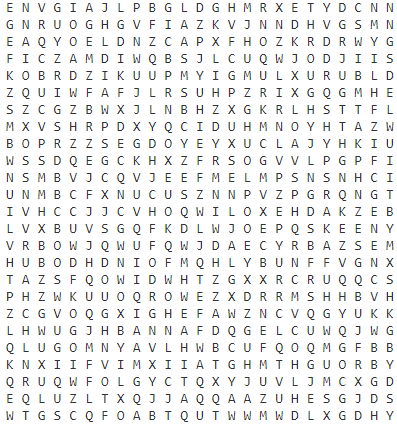 E N V G I A J L P B G L D G H M R X E T Y D C N N
G N R U O G H G V F I A Z K V J N N D H V G S M N
E A Q Y O E L D N Z C A P X F H O Z K R D R W Y G
F I C Z A M D I W Q B S J L C U Q W J O D J I I S
K O B R D Z I K U U P M Y I G M U L X U R U B L D
Z Q U I W F A F J L R S U H P Z R I X G Q G M H E
S Z C G Z B W X J L N B H Z X G K R L H S T T F L
M X V S H R P D X Y Q C I D U H M N O Y H T A Z W
B O P R Z Z S E G D O Y E Y X U C L A J Y H K I U
W S S D Q E G C K H X Z F R S O G V V L P G P F I
N S M B V J C Q V J E E F M E L M P S N S N H C I
U N M B C F X N U C U S Z N N P V Z P G R Q N G T
I V H C C J J C V H O Q W I L O X E H D A K Z E B
L V X B U V S G Q F K D L W J O E P Q S K E E N Y
V R B O W J Q W U F Q W J D A E C Y R B A Z S E M
H U B O D H D N I O F M Q H L Y B U N F F V G N X
T A Z S F Q O W I D W H T Z G X X R C R U Q Q C S
P H Z W K U U O Q R O W E Z X D R R M S H H B V H
Z C G V O Q G X I G H E F A W Z N C V Q G Y U K K
L H W U G J H B A N N A F D Q G E L C U W Q J W G
Q L U G O M N Y A V L H W B C U F Q O Q M G F B B
K N X I I F V I M X I I A T G H M T H G U O R B Y
Q R U Q W F O L G Y C T Q X Y J U V L J M C X G D
E Q L U Z L T X Q J J A Q Q A A Z U H E S G J D S
W T G S C Q F O A B T Q U T W W M W D L X G D H Y